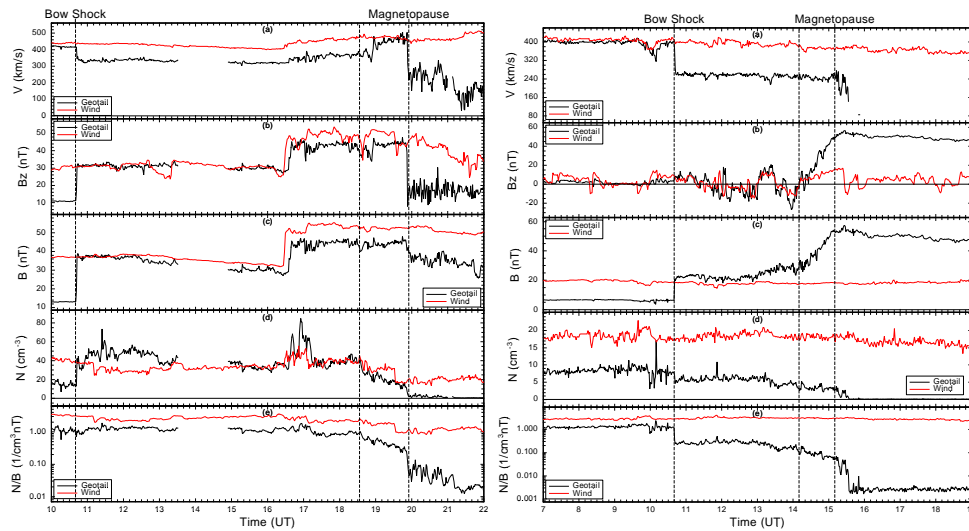 Bow Shock Magnetopause
(a)
500
400
300
200
100
0
V (km/s)
Geotail
Wind
(b)
50
40
30
20
10
Bz (nT)
Geotail
Wind
(c)
50
40
30
20
10
B (nT)
Geotail
Wind
(d)
80
60
40
20
0
N (cm⁻³)
Geotail
Wind
(e)
1.00
0.10
0.01
N/B (1/cm³nT)
Geotail
Wind
10 11 12 13 14 15 16 17 18 19 20 21 22
Time (UT)
Bow Shock Magnetopause
(a)
400
320
240
160
80
V (km/s)
Geotail
Wind
(b)
60
40
20
0
-20
Bz (nT)
Geotail
Wind
(c)
60
40
20
0
B (nT)
Geotail
Wind
(d)
20
15
10
5
0
N (cm⁻³)
Geotail
Wind
(e)
1.000
0.100
0.010
0.001
N/B (1/cm³nT)
Geotail
Wind
7 8 9 10 11 12 13 14 15 16 17 18 19
Time (UT)